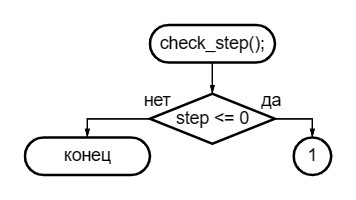 check_step();
нет
да
step <= 0
конец
1